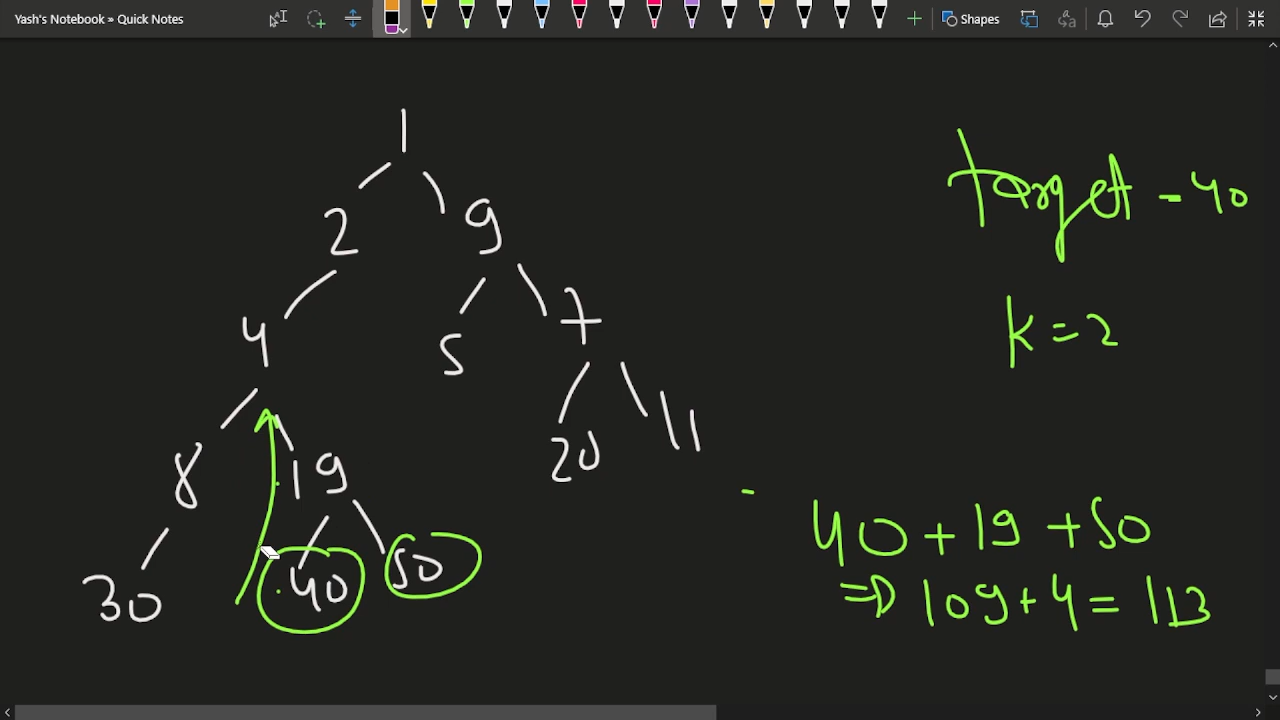 Yash's Notebook » Quick Notes
Shapes
1
2 9
target - 40
4 5 7
k = 2
8 19 20 11
30 40 50
40 + 19 + 50
⇒ 109 + 4 = 113